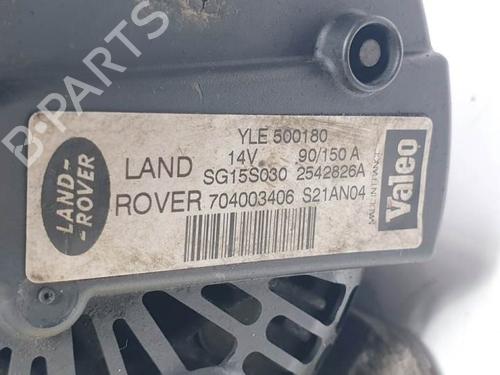 B-PARTS
YLE 500180
LAND 14V 90/150 A
SG15S030 2542826A
ROVER 704003406 S21AN04
LAND-
ROVER
Valeo
MADE IN FRANCE